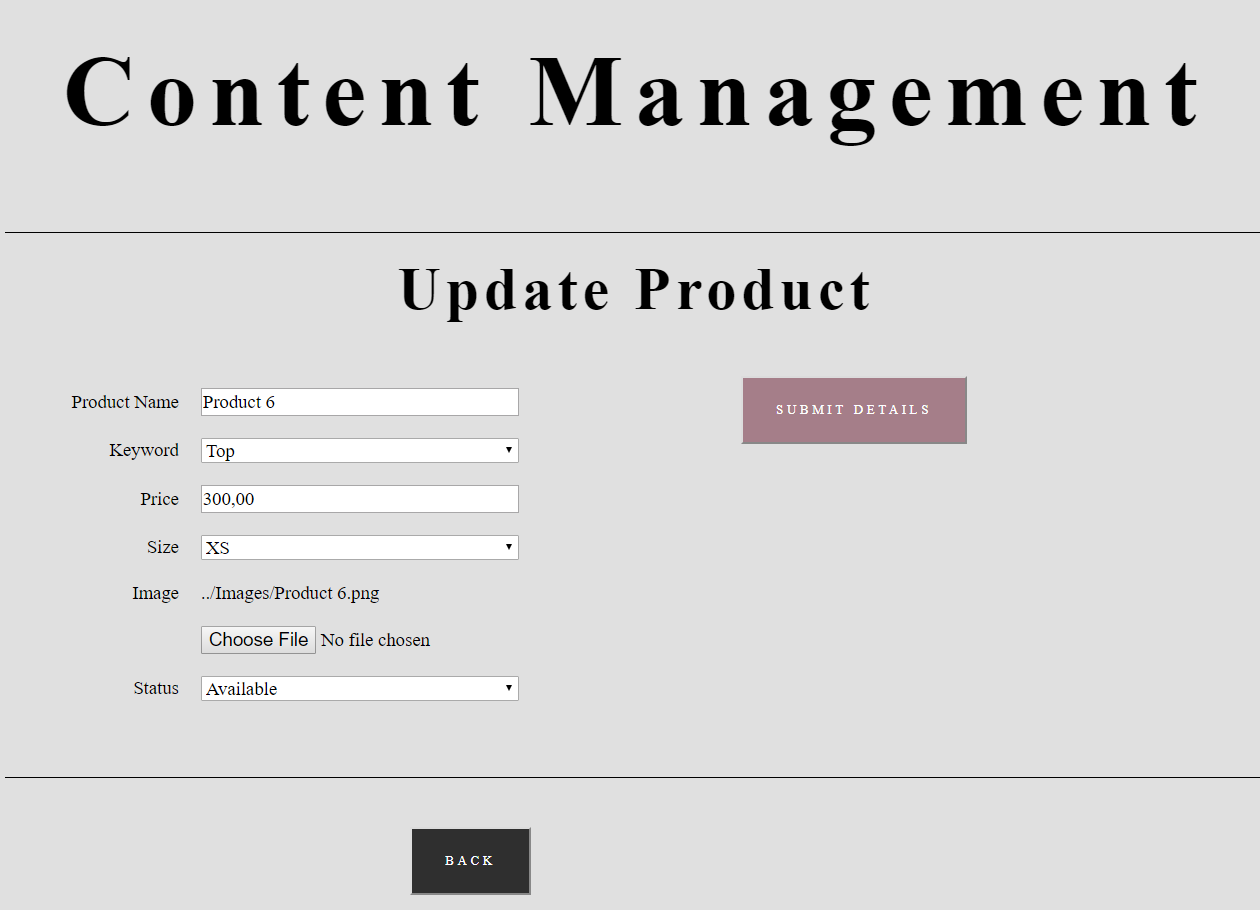 Content Management
Update Product
Product Name Product 6
SUBMIT DETAILS
Keyword Top
Price 300,00
Size XS
Image ../Images/Product 6.png
Choose File No file chosen
Status Available
BACK